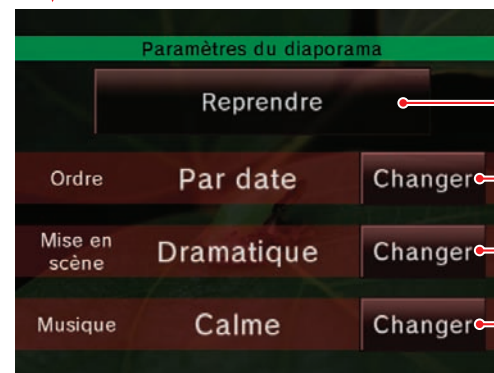 Paramètres du diaporama
Reprendre
Ordre Par date Changer
Mise en scène Dramatique Changer
Musique Calme Changer